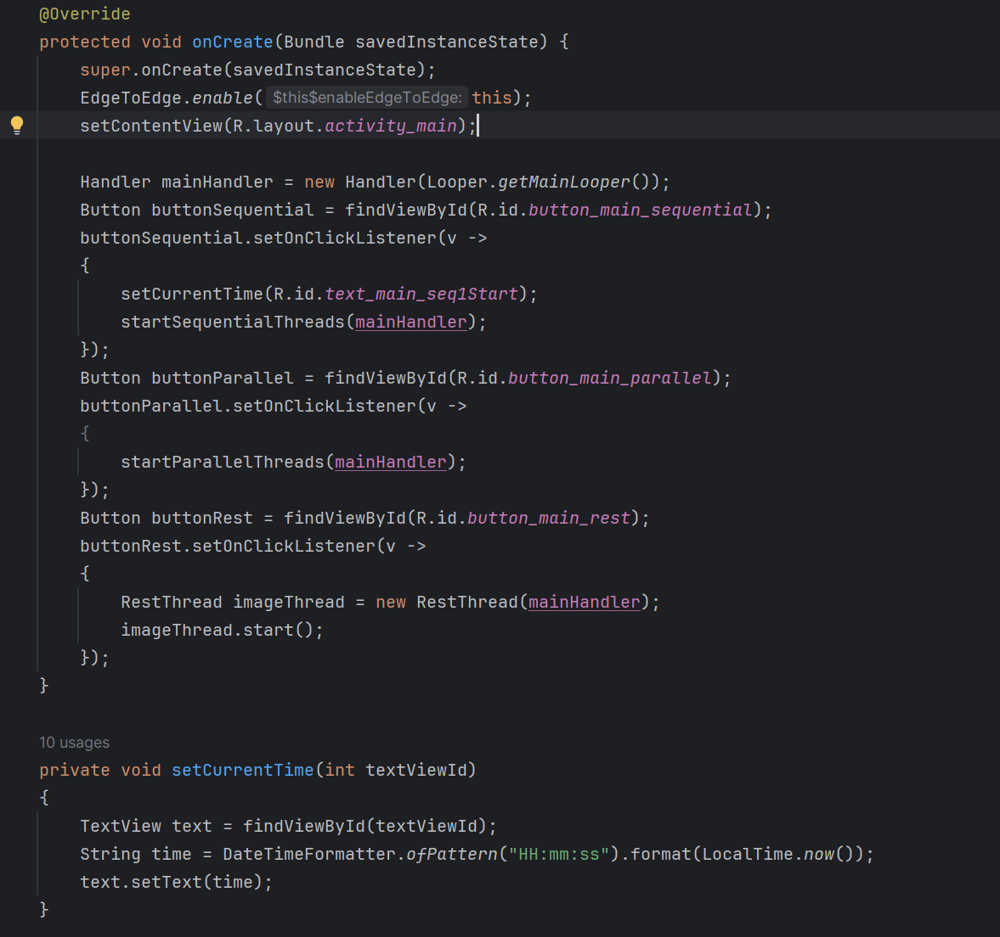 @Override
protected void onCreate(Bundle savedInstanceState) {
    super.onCreate(savedInstanceState);
    EdgeToEdge.enable( $this$enableEdgeToEdge: this);
    setContentView(R.layout.activity_main);

    Handler mainHandler = new Handler(Looper.getMainLooper());
    Button buttonSequential = findViewById(R.id.button_main_sequential);
    buttonSequential.setOnClickListener(v ->
    {
        setCurrentTime(R.id.text_main_seq1Start);
        startSequentialThreads(mainHandler);
    });
    Button buttonParallel = findViewById(R.id.button_main_parallel);
    buttonParallel.setOnClickListener(v ->
    {
        startParallelThreads(mainHandler);
    });
    Button buttonRest = findViewById(R.id.button_main_rest);
    buttonRest.setOnClickListener(v ->
    {
        RestThread imageThread = new RestThread(mainHandler);
        imageThread.start();
    });
}

10 usages
private void setCurrentTime(int textViewId)
{
    TextView text = findViewById(textViewId);
    String time = DateTimeFormatter.ofPattern("HH:mm:ss").format(LocalTime.now());
    text.setText(time);
}